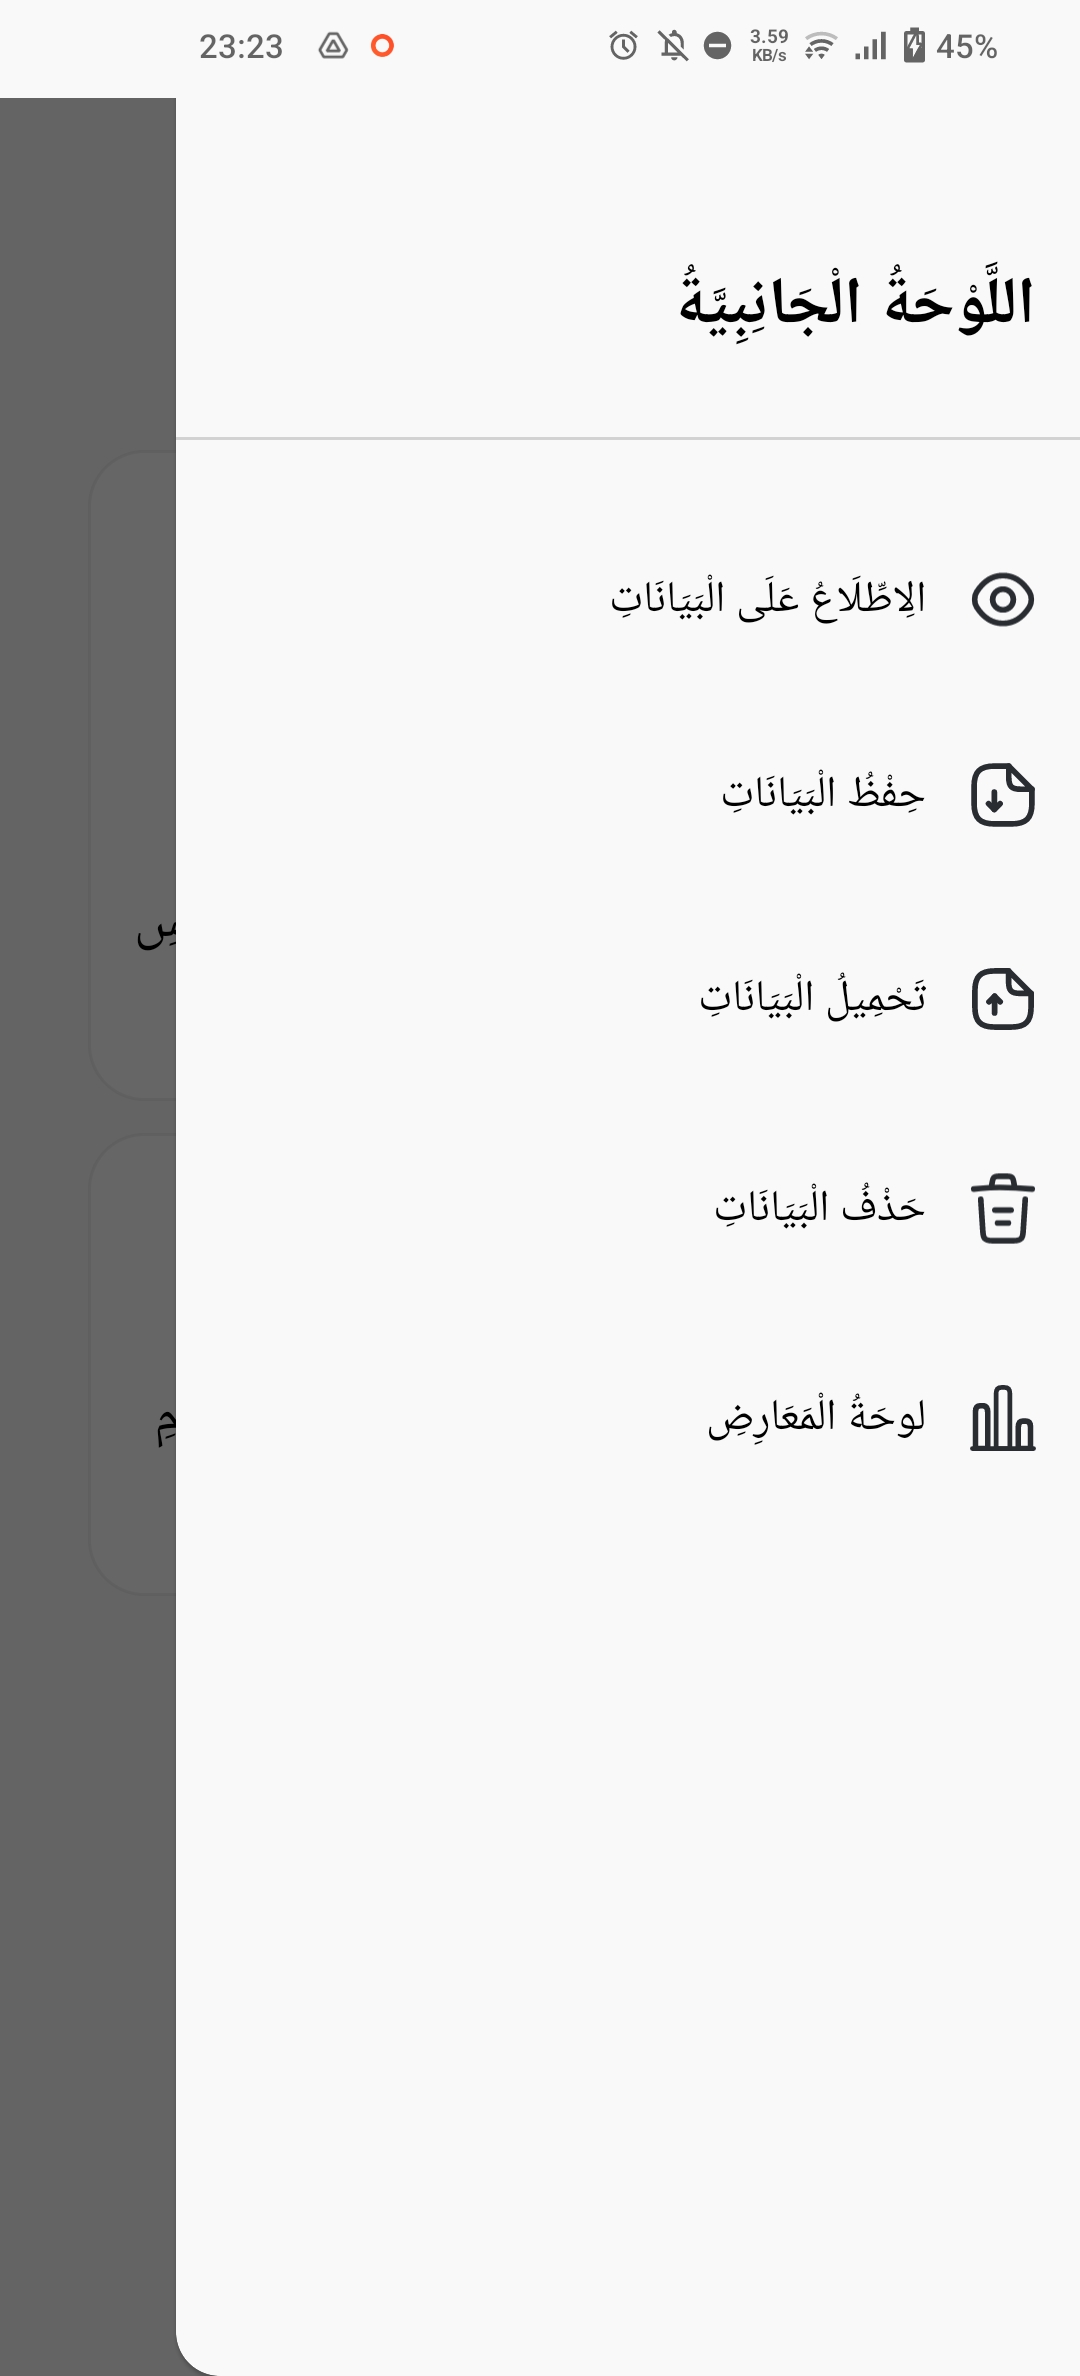 23:23
3.59 KB/s
45%
اللَّوْحَةُ الْجَانِبِيَّةُ
الِاطِّلَاعُ عَلَى الْبَيَانَاتِ
حِفْظُ الْبَيَانَاتِ
تَحْمِيلُ الْبَيَانَاتِ
حَذْفُ الْبَيَانَاتِ
لوحَةُ الْمَعَارِضِ